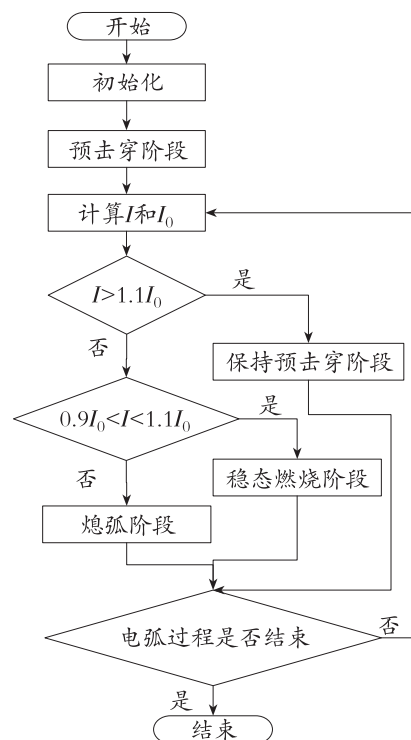 开始
初始化
预击穿阶段
计算I和I₀
I>1.1I₀
是
否
保持预击穿阶段
0.9I₀<I<1.1I₀
是
否
稳态燃烧阶段
熄弧阶段
电弧过程是否结束
否
是
结束